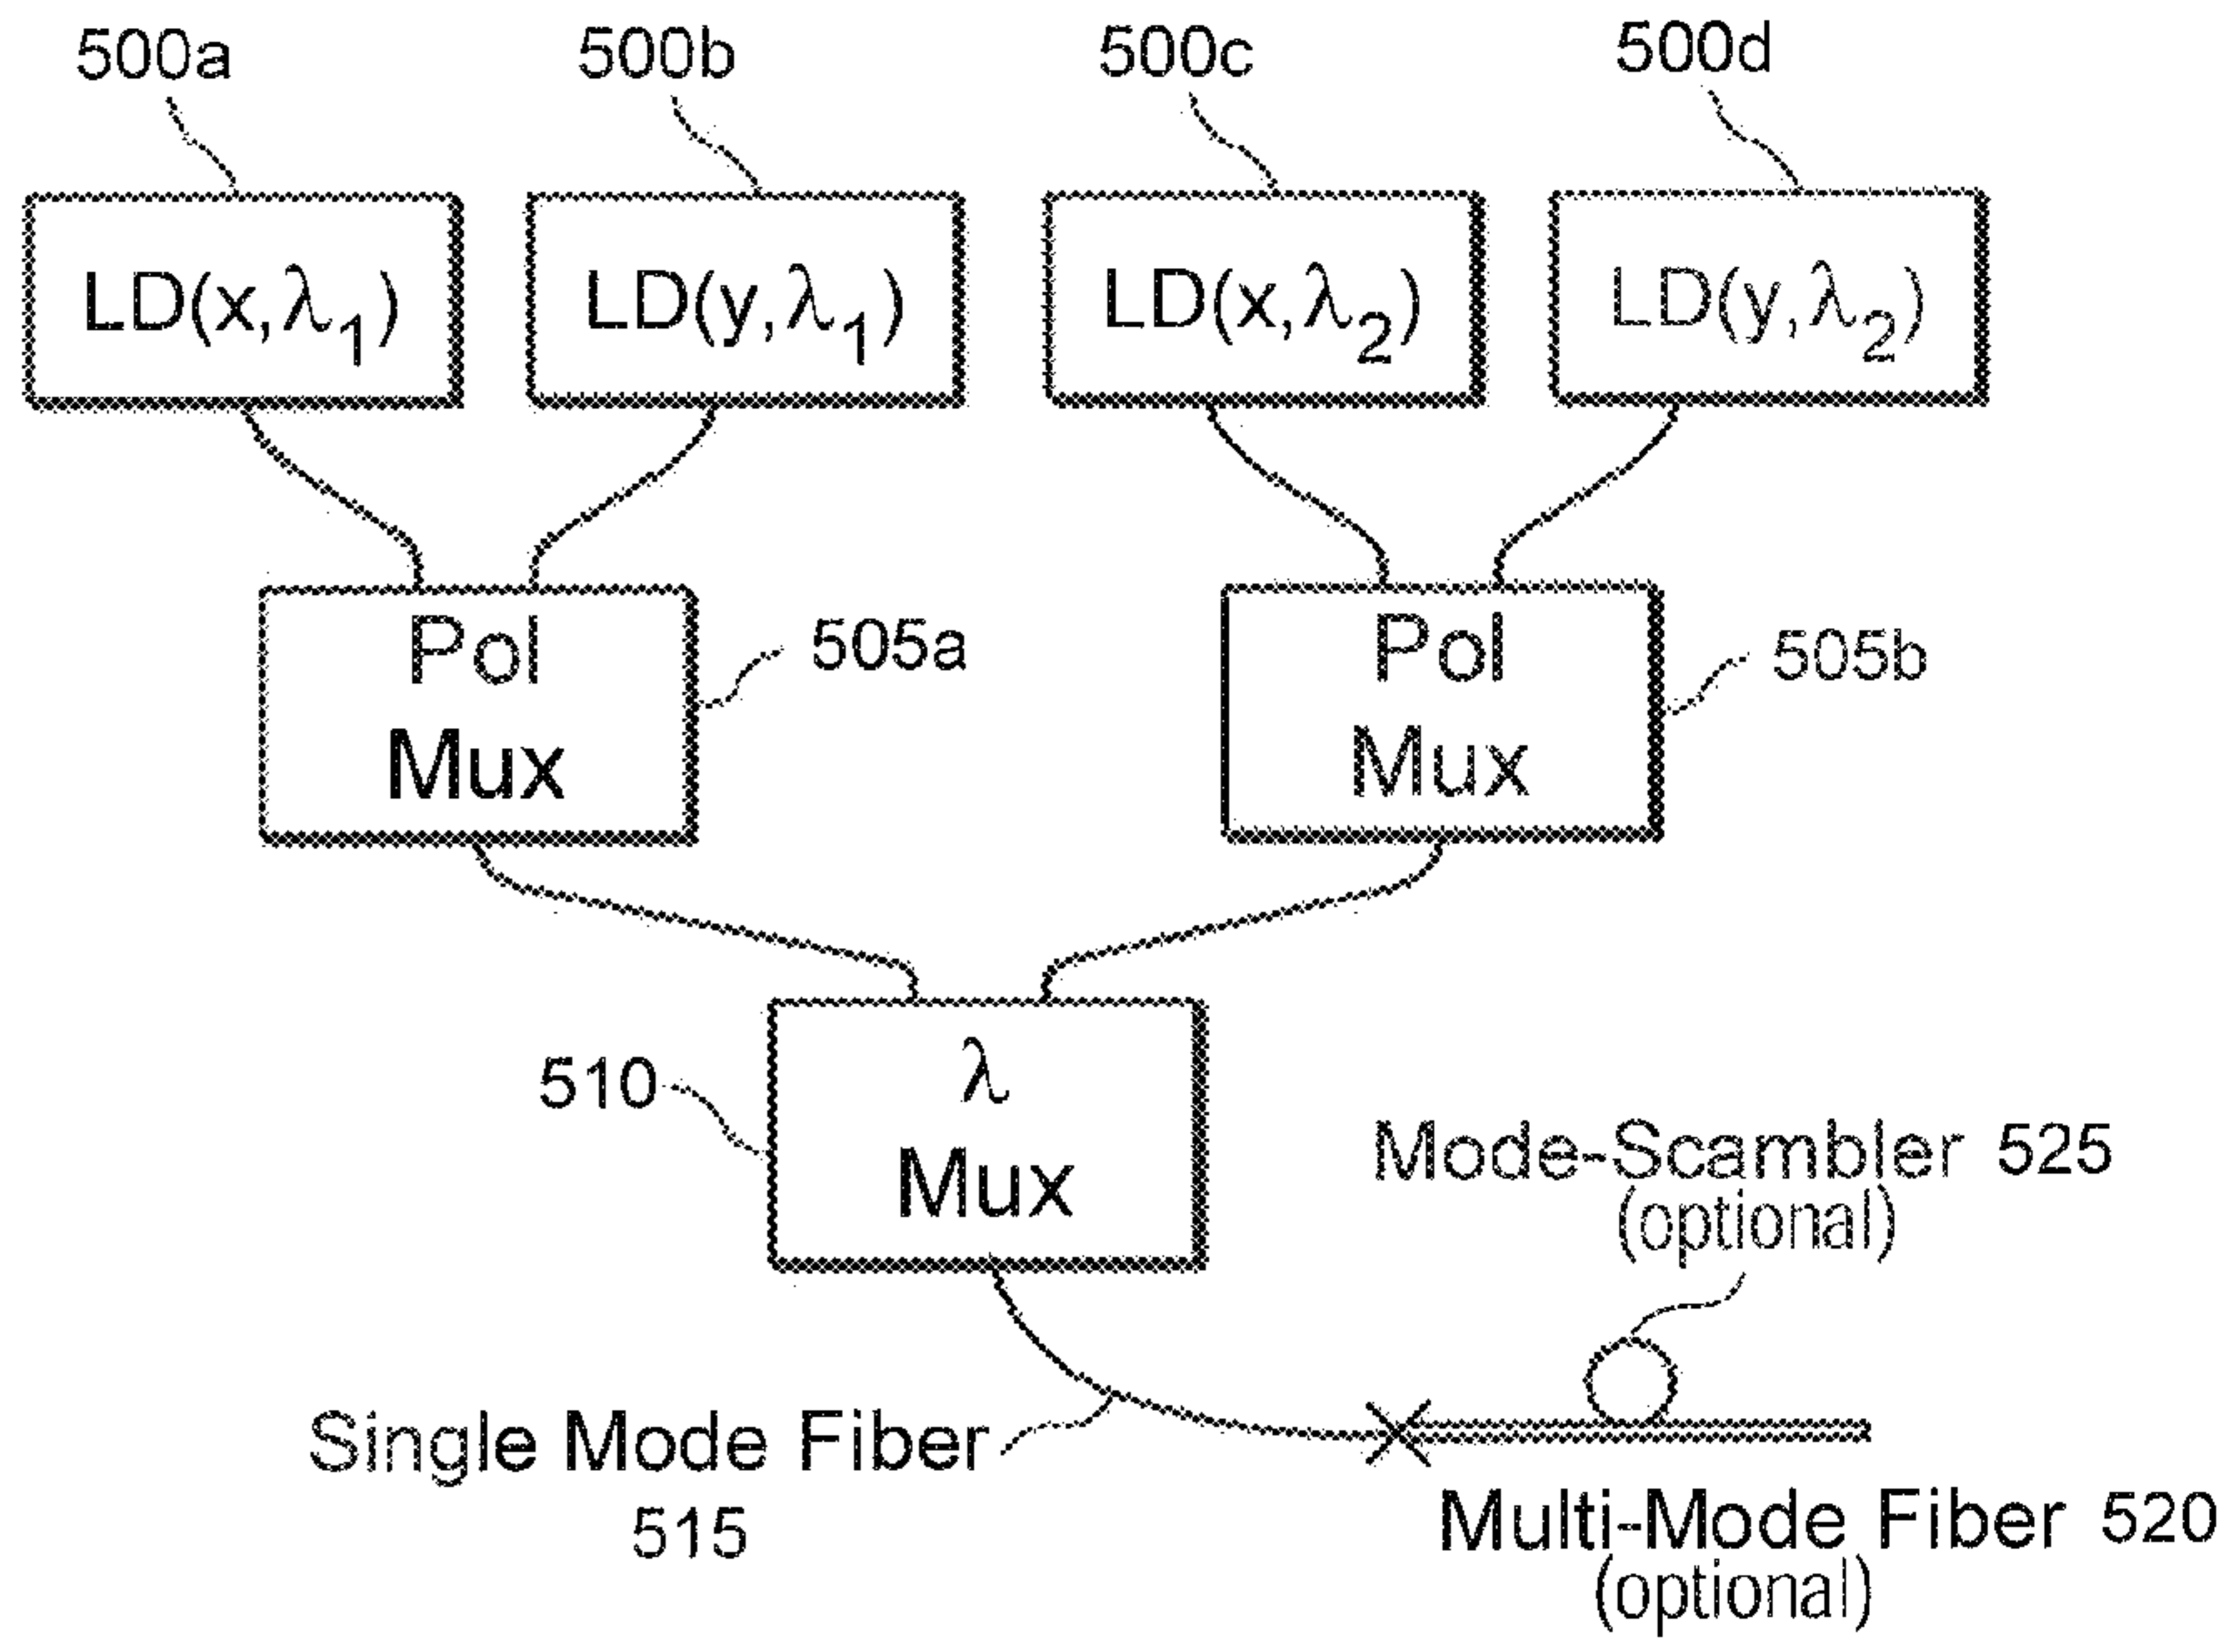 500a 500b 500c 500d
LD(x,λ1) LD(y,λ1) LD(x,λ2) LD(y,λ2)
Pol
Mux
505a
Pol
Mux
505b
λ
Mux
510
Mode-Scambler 525
(optional)
Single Mode Fiber
515
Multi-Mode Fiber 520
(optional)